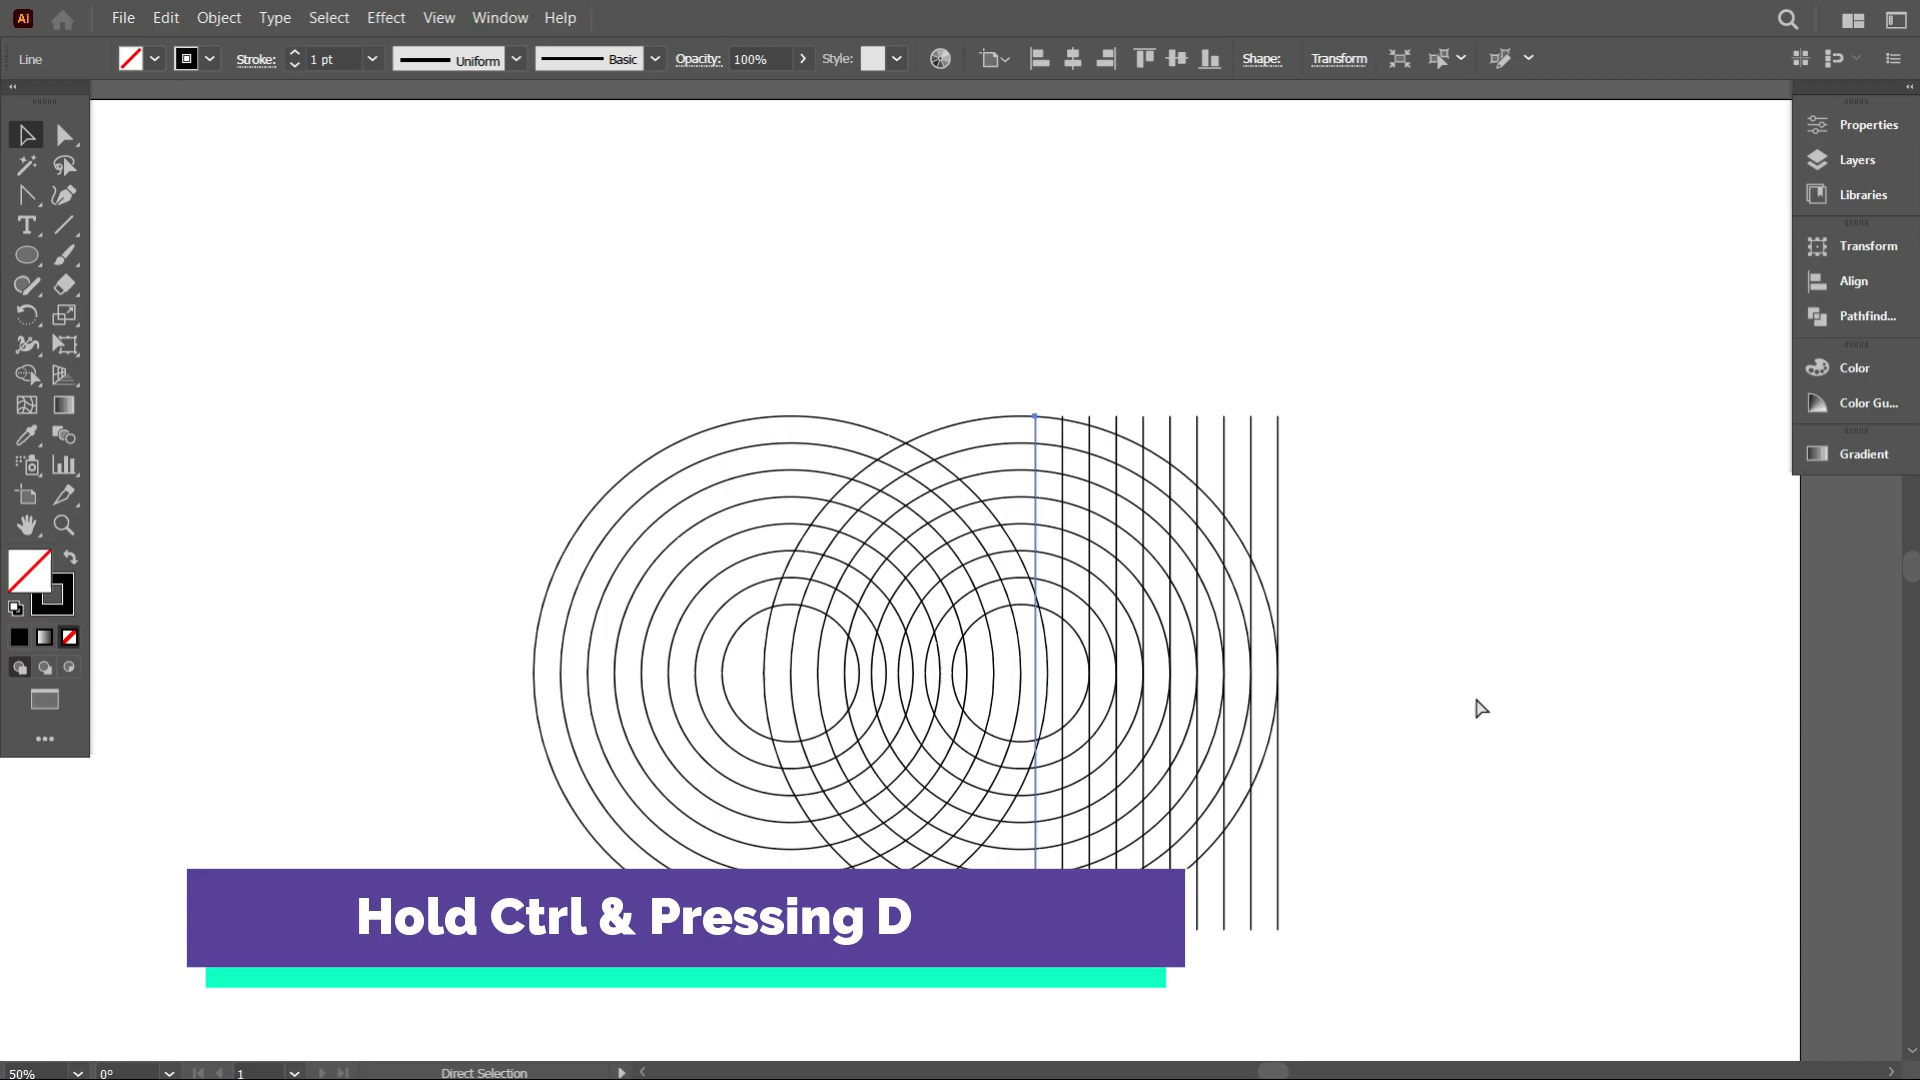 Ai File Edit Object Type Select Effect View Window Help
Line Stroke: 1 pt Uniform Basic Opacity: 100% Style: Shape: Transform
Properties
Layers
Libraries
Transform
Align
Pathfind...
Color
Color Gu...
Gradient
T
Hold Ctrl & Pressing D
50% 0° 1 Direct Selection